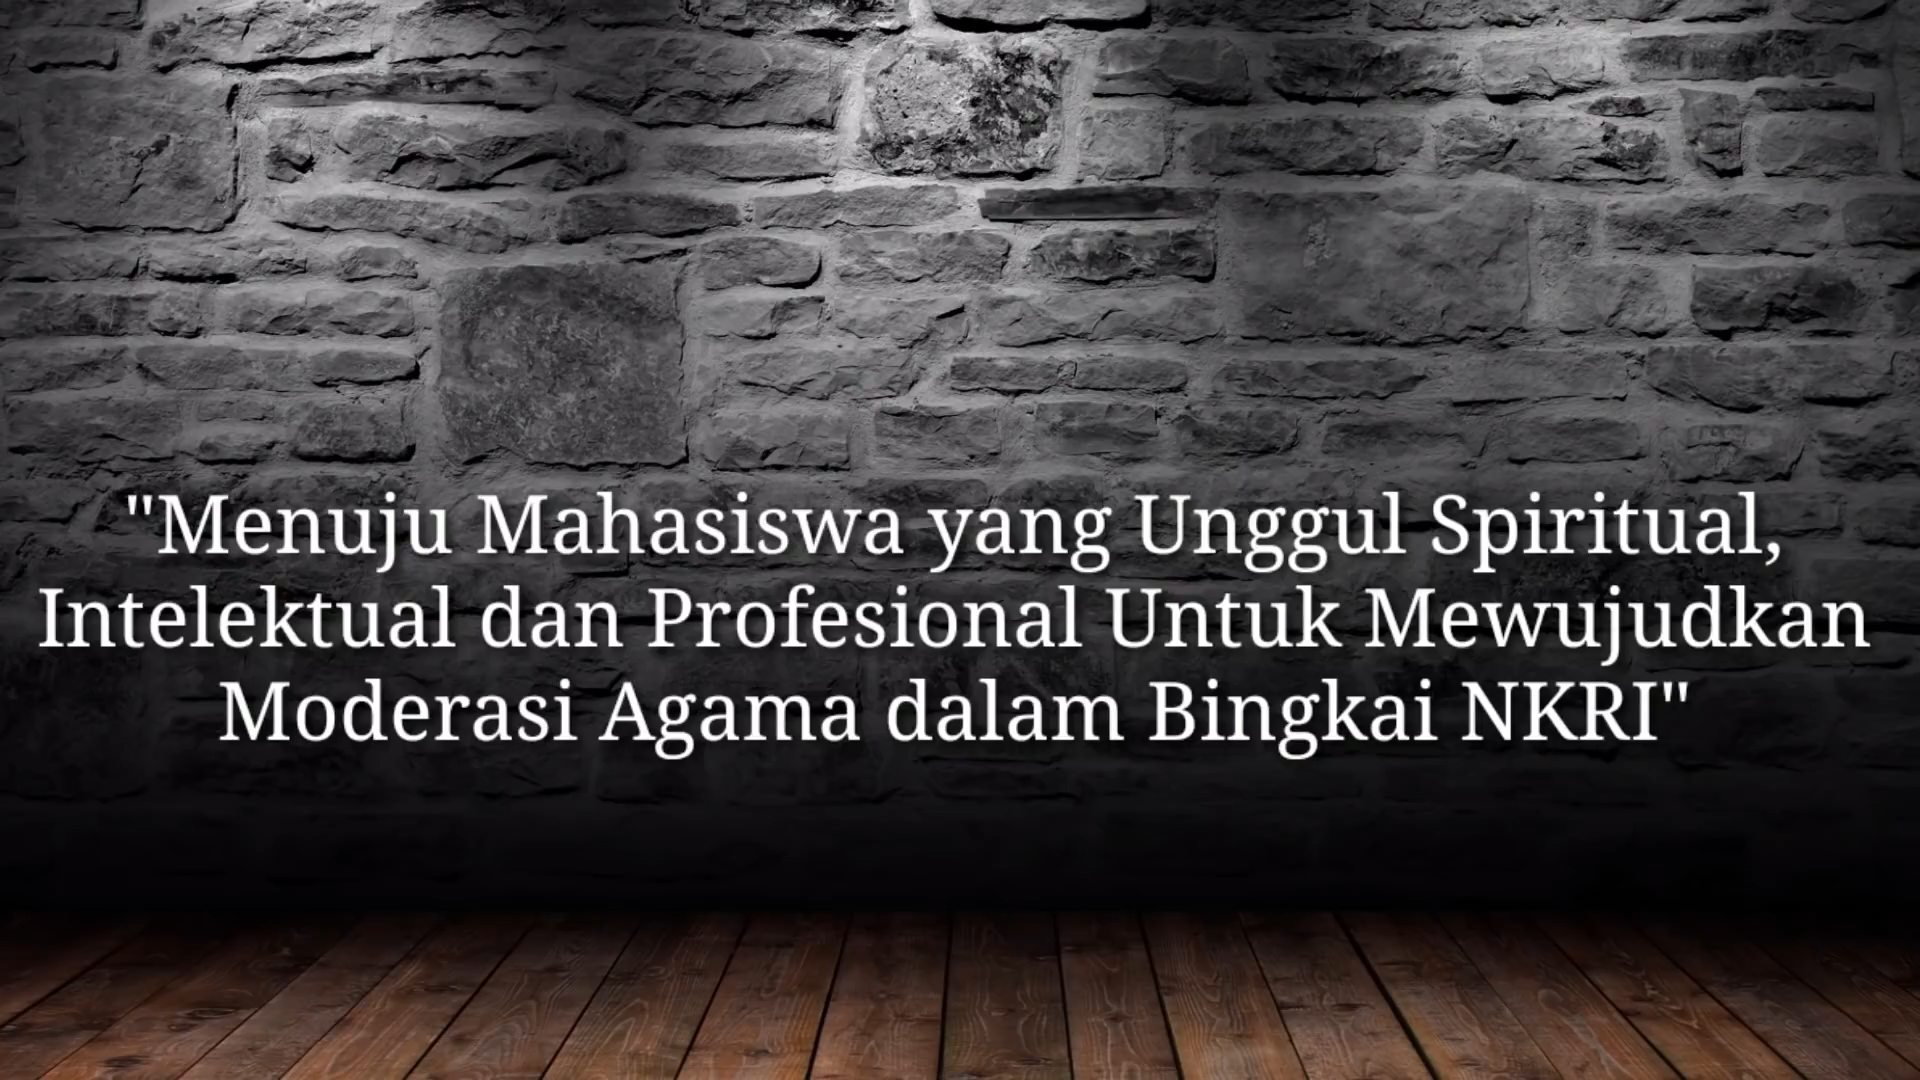 "Menuju Mahasiswa yang Unggul Spiritual,
Intelektual dan Profesional Untuk Mewujudkan
Moderasi Agama dalam Bingkai NKRI"